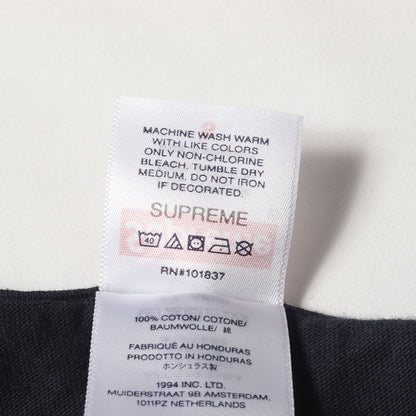 MACHINE WASH WARM
WITH LIKE COLORS
ONLY NON-CHLORINE
BLEACH. TUMBLE DRY
MEDIUM. DO NOT IRON
IF DECORATED.
SUPREME
40
RN#101837
100% COTTON/ COTONE/
BAUMWOLLE/ 綿
FABRIQUÉ AU HONDURAS
PRODOTTO IN HONDURAS
ホンジュラス製
1994 INC. LTD.
MUIDERSTRAAT 9B AMSTERDAM,
1011PZ NETHERLANDS